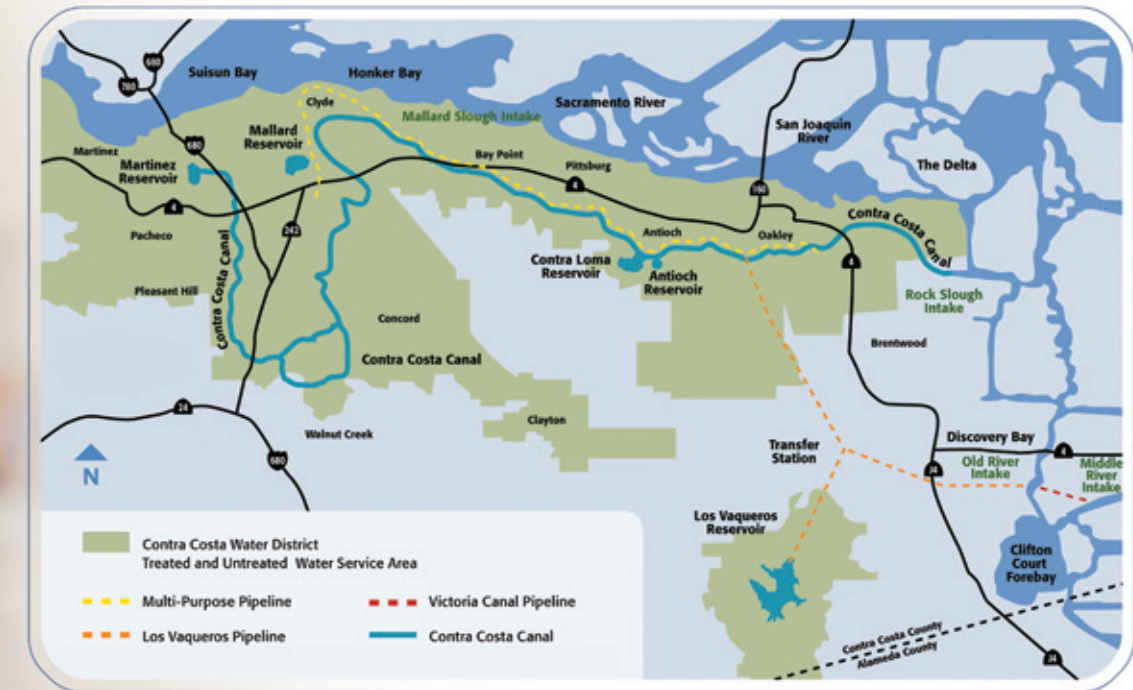 680
780
Suisun Bay
Honker Bay
Clyde
Mallard Slough Intake
Sacramento River
San Joaquin
River
The Delta
Mallard
Reservoir
680
Martinez
Martinez
Reservoir
Bay Point
Pittsburg
4
160
4
242
Pacheco
Contra Costa Canal
Antioch
Oakley
Contra Costa
Canal
4
Contra Loma
Reservoir
Antioch
Reservoir
Rock Slough
Intake
Pleasant Hill
Contra Costa Canal
Concord
Brentwood
24
Walnut Creek
Clayton
680
N
Transfer
Station
Discovery Bay
4
Old River
Intake
Middle
River
Intake
J4
Los Vaqueros
Reservoir
Clifton
Court
Forebay
Contra Costa County
Alameda County
J4
Contra Costa Water District
Treated and Untreated Water Service Area
Multi-Purpose Pipeline
Victoria Canal Pipeline
Los Vaqueros Pipeline
Contra Costa Canal